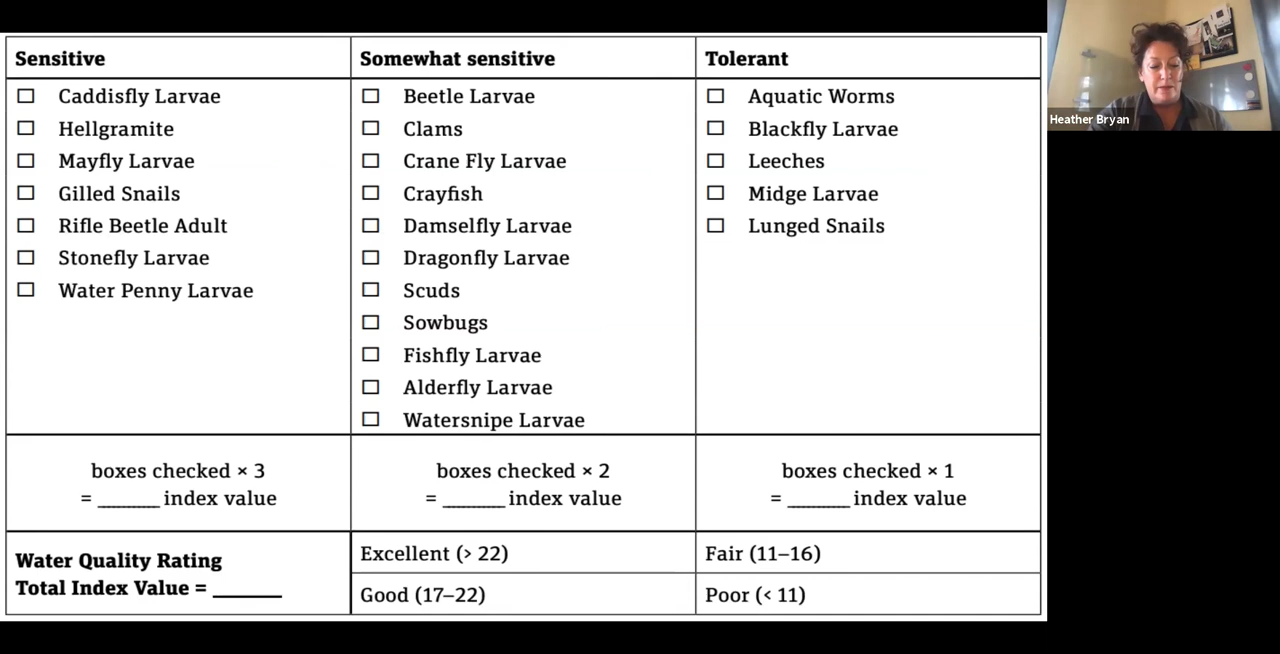 Sensitive
Somewhat sensitive
Tolerant
Caddisfly Larvae
Hellgramite
Mayfly Larvae
Gilled Snails
Rifle Beetle Adult
Stonefly Larvae
Water Penny Larvae
Beetle Larvae
Clams
Crane Fly Larvae
Crayfish
Damselfly Larvae
Dragonfly Larvae
Scuds
Sowbugs
Fishfly Larvae
Alderfly Larvae
Watersnipe Larvae
Aquatic Worms
Blackfly Larvae
Leeches
Midge Larvae
Lunged Snails
boxes checked × 3
= ______ index value
boxes checked × 2
= ______ index value
boxes checked × 1
= ______ index value
Water Quality Rating
Total Index Value = ______
Excellent (> 22)
Good (17–22)
Fair (11–16)
Poor (< 11)
Heather Bryan